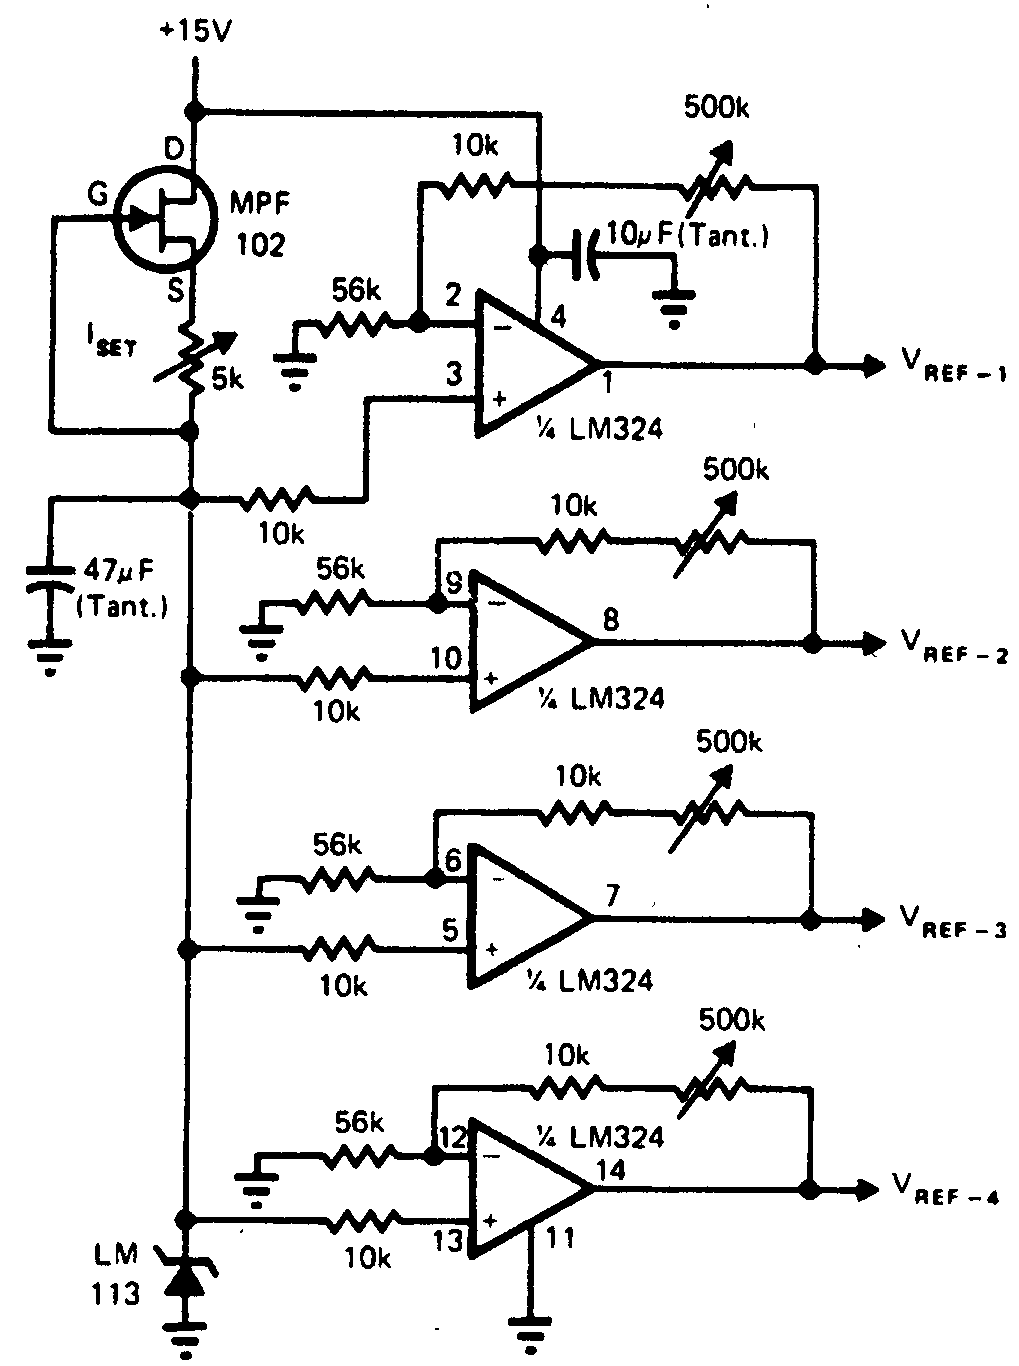 +15V
D
G
MPF
102
S
I SET
5k
10k
500k
10μF(Tant.)
56k
2
4
3
1
V REF-1
-
+
¼ LM324
10k
47μF
(Tant.)
10k
500k
56k
9
8
10
V REF-2
-
+
¼ LM324
10k
10k
500k
56k
6
7
5
V REF-3
-
+
¼ LM324
10k
10k
500k
56k
12
¼ LM324
14
V REF-4
-
+
13
11
10k
LM
113